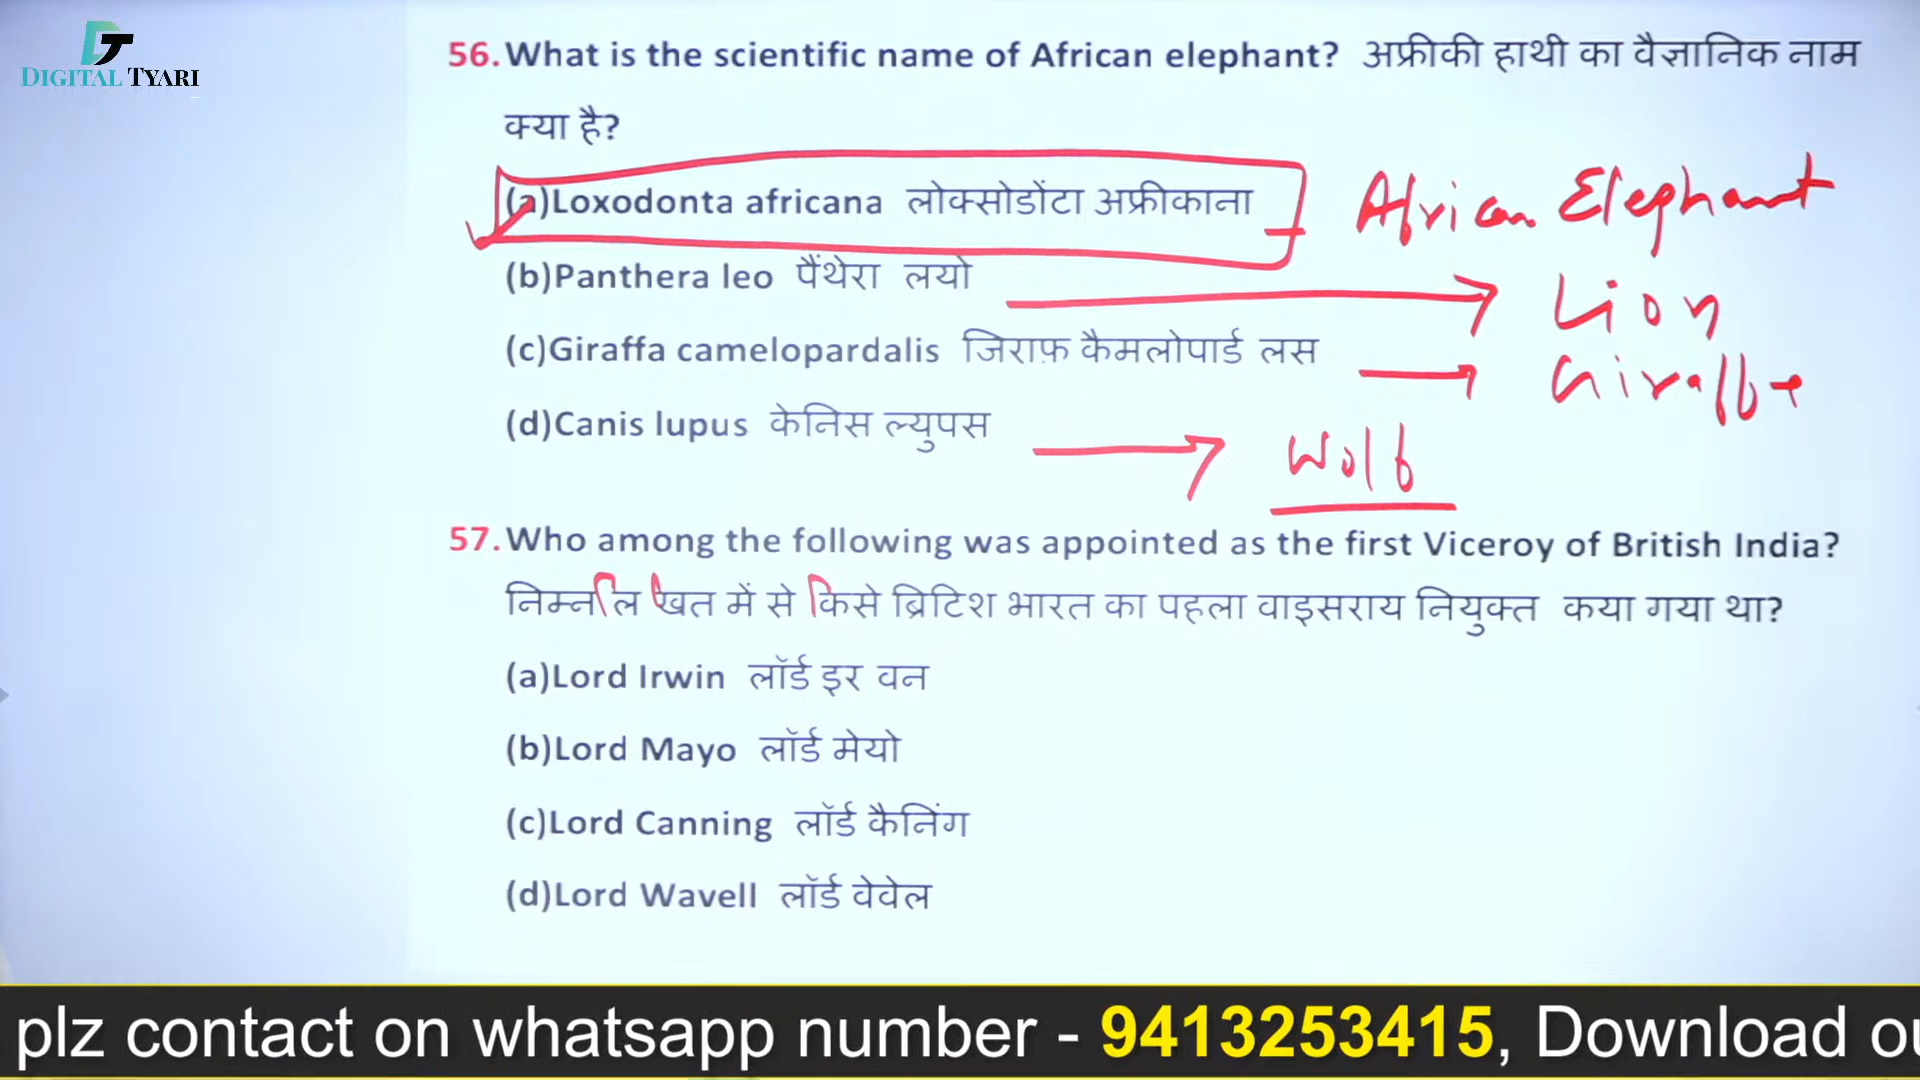 DT
DIGITAL TYARI
56. What is the scientific name of African elephant? अफ्रीकी हाथी का वैज्ञानिक नाम
क्या है?
(a)Loxodonta africana लोक्सोडोंटा अफ्रीकाना African Elephant
(b)Panthera leo पैंथेरा लयो Lion
(c)Giraffa camelopardalis जिराफ़ कैमलोपार्ड लस Giraffe
(d)Canis lupus केनिस ल्युपस Wolf
57. Who among the following was appointed as the first Viceroy of British India?
निम्नलि खत में से किसे ब्रिटिश भारत का पहला वाइसराय नियुक्त कया गया था?
(a)Lord Irwin लॉर्ड इर वन
(b)Lord Mayo लॉर्ड मेयो
(c)Lord Canning लॉर्ड कैनिंग
(d)Lord Wavell लॉर्ड वेवेल
plz contact on whatsapp number - 9413253415, Download ou